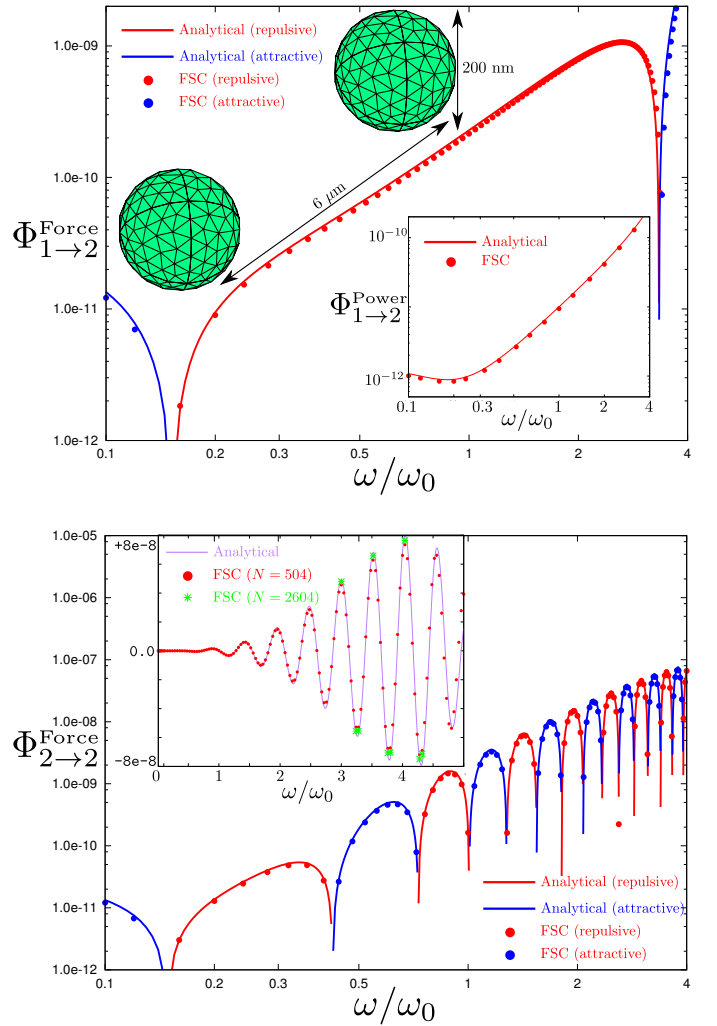 1.0e-09
1.0e-10
1.0e-11
1.0e-12
Φ^Force_1→2
Analytical (repulsive)
Analytical (attractive)
FSC (repulsive)
FSC (attractive)
200 nm
6 μm
10^−10
10^−12
Φ^Power_1→2
Analytical
FSC
0.1 0.3 1 2 4
ω/ω_0
0.1 0.2 0.3 0.5 1 2 4
ω/ω_0
1.0e-05
1.0e-06
1.0e-07
1.0e-08
1.0e-09
1.0e-10
1.0e-11
1.0e-12
Φ^Force_2→2
+8e-8
0.0
−8e-8
Analytical
FSC (N = 504)
FSC (N = 2604)
0 1 2 3 4
ω/ω_0
Analytical (repulsive)
Analytical (attractive)
FSC (repulsive)
FSC (attractive)
0.1 0.2 0.3 0.5 1 2 4
ω/ω_0